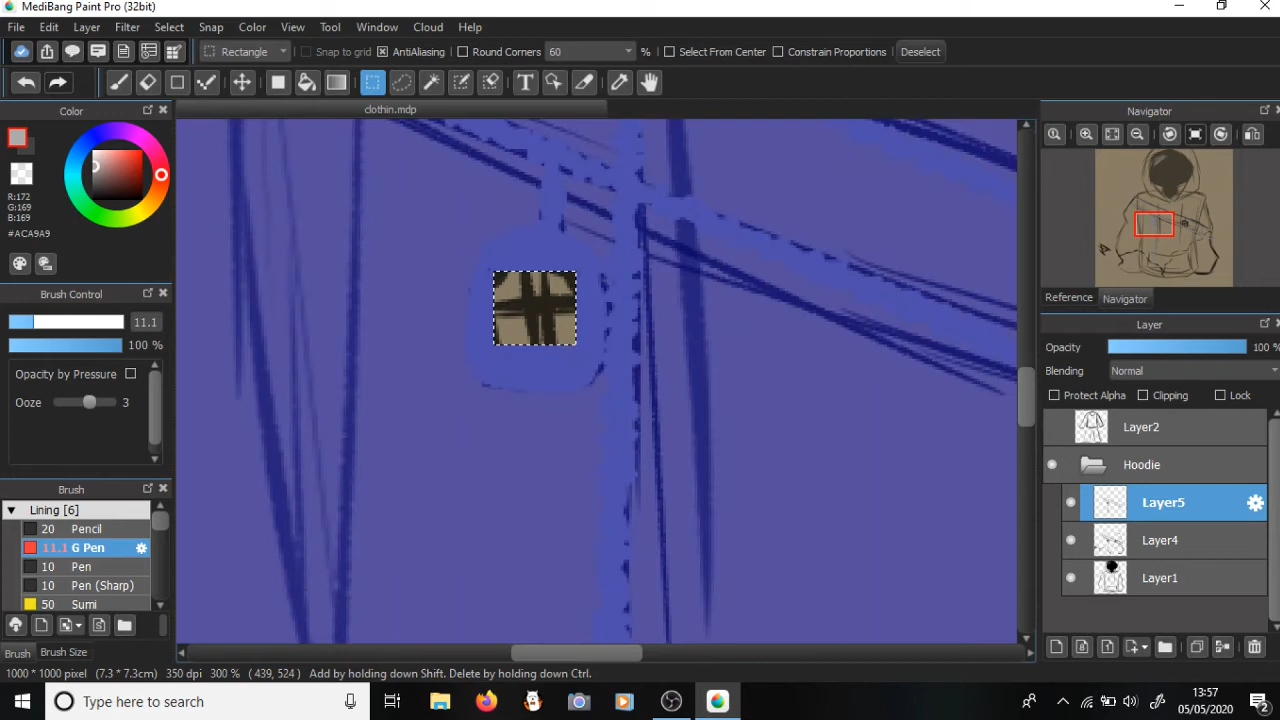 MediBang Paint Pro (32bit)
File Edit Layer Filter Select Snap Color View Tool Window Cloud Help
Rectangle Snap to grid AntiAliasing Round Corners 60 % Select From Center Constrain Proportions Deselect
Color clothin.mdp Navigator
R:172
G:169
B:169
#ACA9A9
Brush Control
11.1
100 %
Opacity by Pressure
Ooze 3
Reference Navigator
Layer
Opacity 100 %
Blending Normal
Protect Alpha Clipping Lock
Layer2
Hoodie
Layer5
Layer4
Layer1
Brush
Lining [6]
20 Pencil
11.1 G Pen
10 Pen
10 Pen (Sharp)
50 Sumi
Brush Brush Size
1000 * 1000 pixel (7.3 * 7.3cm) 350 dpi 300 % ( 439, 524 ) Add by holding down Shift. Delete by holding down Ctrl.
Type here to search
13:57
05/05/2020
2